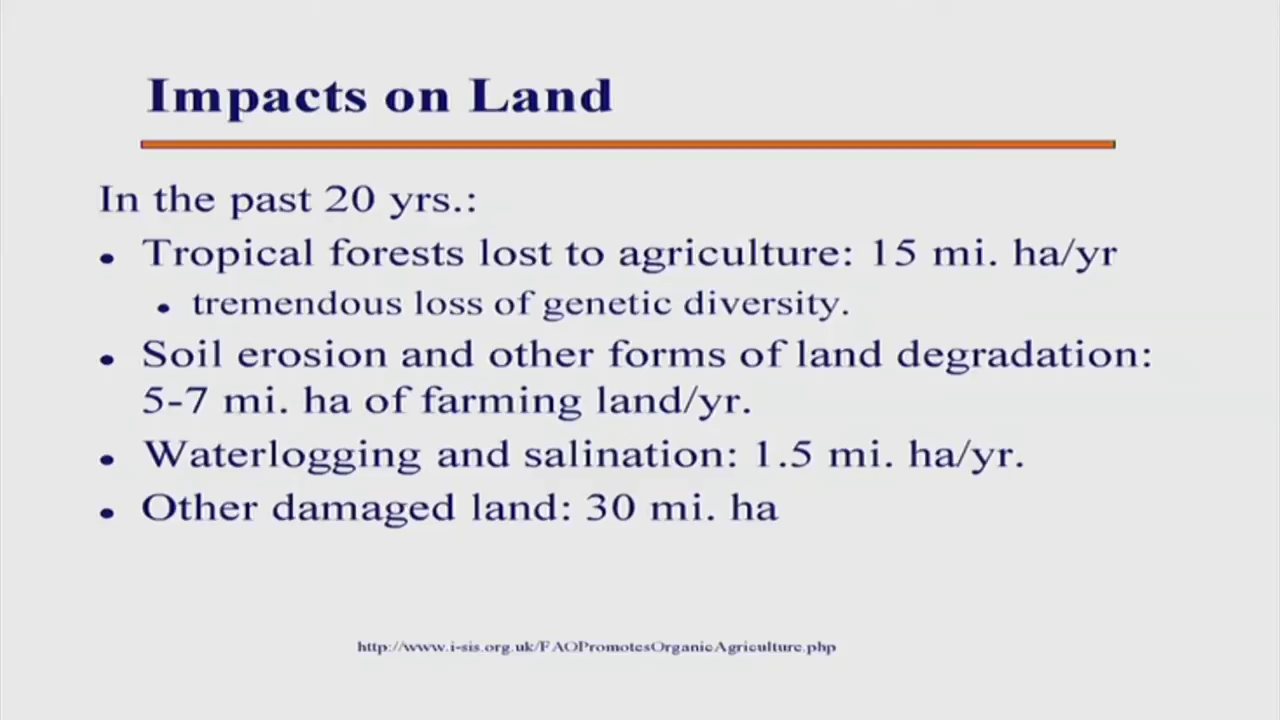 Impacts on Land
In the past 20 yrs.:
• Tropical forests lost to agriculture: 15 mi. ha/yr
• tremendous loss of genetic diversity.
• Soil erosion and other forms of land degradation:
5-7 mi. ha of farming land/yr.
• Waterlogging and salination: 1.5 mi. ha/yr.
• Other damaged land: 30 mi. ha
http://www.i-sis.org.uk/FAOPromotesOrganicAgriculture.php